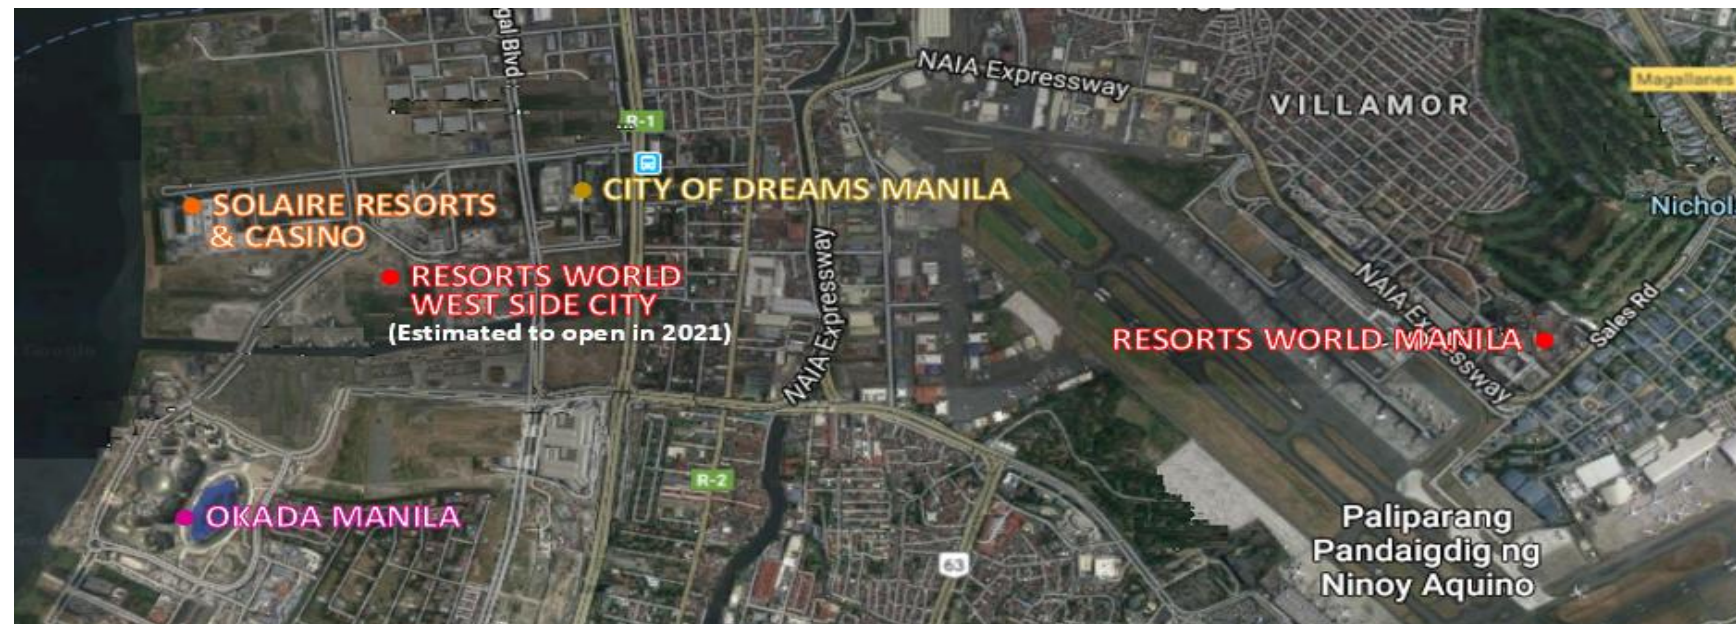 gal Blvd.
NAIA Expressway
VILLAMOR
Magallanes
R-1
CITY OF DREAMS MANILA
SOLAIRE RESORTS
& CASINO
Nichol
RESORTS WORLD
WEST SIDE CITY
(Estimated to open in 2021)
NAIA Expressway
NAIA Expressway
RESORTS WORLD MANILA
Sales Rd
R-2
OKADA MANILA
63
Paliparang
Pandaigdig ng
Ninoy Aquino